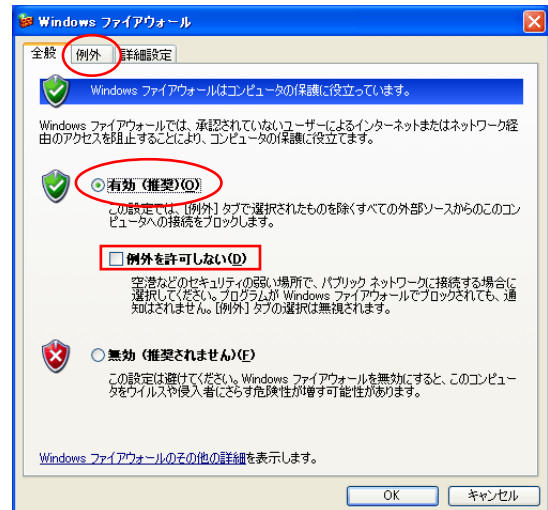 Windows ファイアウォール
全般
例外
詳細設定
Windows ファイアウォールはコンピュータの保護に役立っています。
Windows ファイアウォールでは、承認されていないユーザーによるインターネットまたはネットワーク経
由のアクセスを阻止することにより、コンピュータの保護に役立てます。
有効 (推奨)(O)
この設定では、[例外] タブで選択されたものを除くすべての外部ソースからのこのコン
ピュータへの接続をブロックします。
例外を許可しない(D)
空港などのセキュリティの弱い場所で、パブリック ネットワークに接続する場合に
選択してください。プログラムが Windows ファイアウォールでブロックされても、通
知はされません。[例外] タブの選択は無視されます。
無効 (推奨されません)(F)
この設定は避けてください。Windows ファイアウォールを無効にすると、このコンピュー
タをウイルスや侵入者にさらす危険性が増す可能性があります。
Windows ファイアウォールのその他の詳細を表示します。
OK
キャンセル